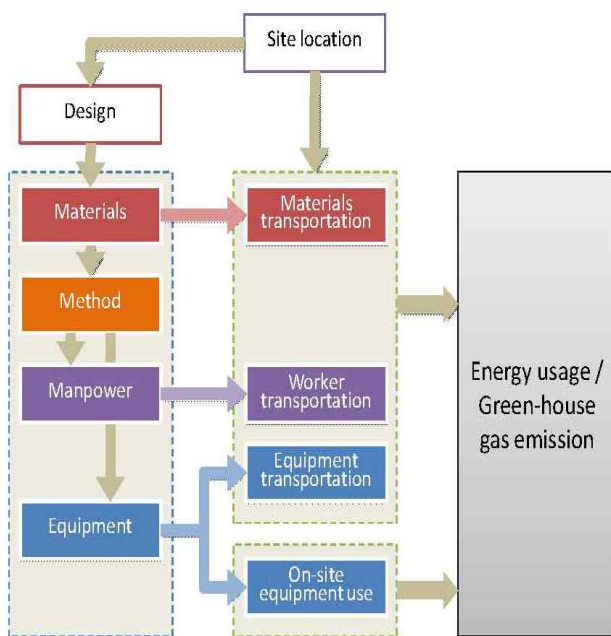 Site location
Design
Materials
Materials
transportation
Method
Manpower
Worker
transportation
Equipment
transportation
Equipment
On-site
equipment use
Energy usage /
Green-house
gas emission